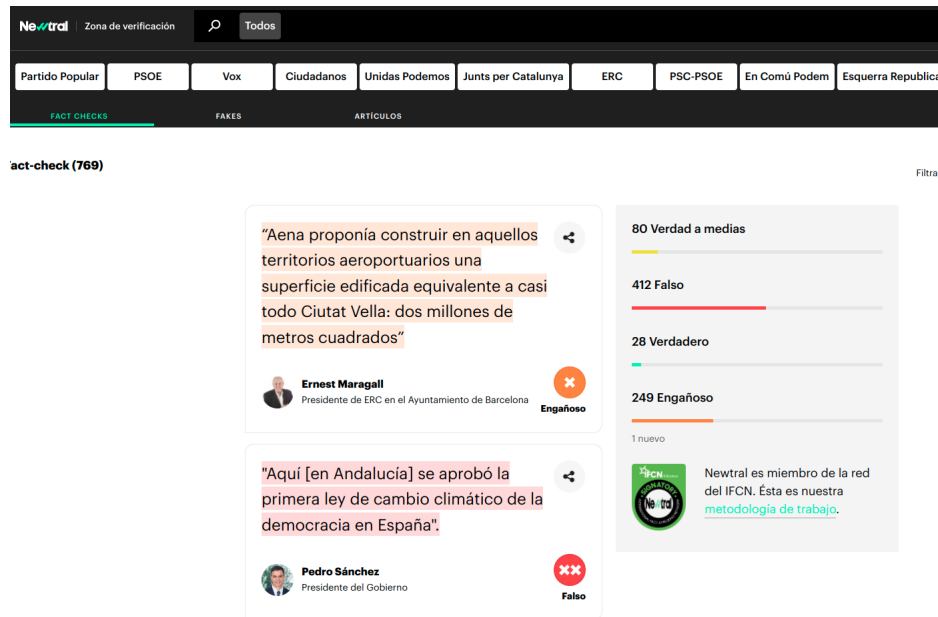 Newtral
Zona de verificación
Todos
Partido Popular
PSOE
Vox
Ciudadanos
Unidas Podemos
Junts per Catalunya
ERC
PSC-PSOE
En Comú Podem
Esquerra Republica
FACT CHECKS
FAKES
ARTÍCULOS
act-check (769)
Filtra
“Aena proponía construir en aquellos
territorios aeroportuarios una
superficie edificada equivalente a casi
todo Ciutat Vella: dos millones de
metros cuadrados”
Ernest Maragall
Presidente de ERC en el Ayuntamiento de Barcelona
Engañoso
"Aquí [en Andalucía] se aprobó la
primera ley de cambio climático de la
democracia en España".
Pedro Sánchez
Presidente del Gobierno
Falso
80 Verdad a medias
412 Falso
28 Verdadero
249 Engañoso
1 nuevo
IFCN
SIGNATORY
Newtral
Newtral es miembro de la red
del IFCN. Ésta es nuestra
metodología de trabajo.